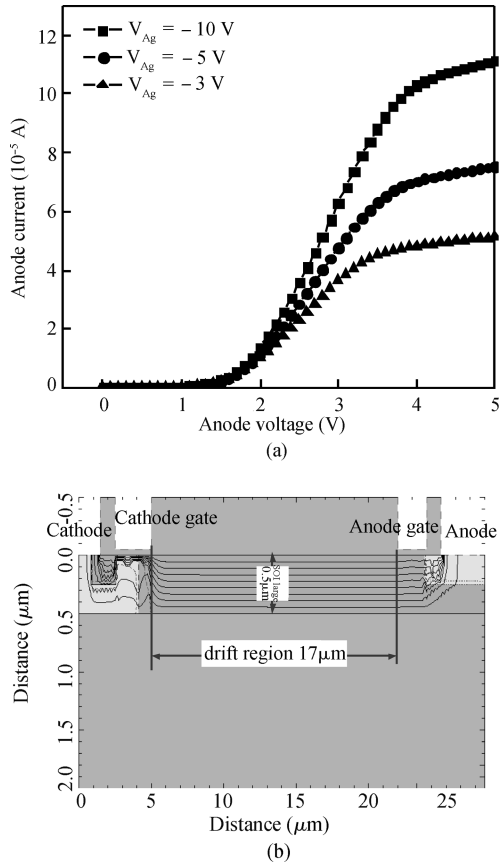 V_Ag = − 10 V
V_Ag = − 5 V
V_Ag = − 3 V
Anode current (10⁻⁵ A)
12
10
8
6
4
2
0
0 1 2 3 4 5
Anode voltage (V)
(a)
Cathode Cathode gate Anode gate Anode
Distance (μm)
-0.5
0.0
0.5
1.0
1.5
2.0
0.5μm
drift region 17μm
0 5 10 15 20 25
Distance (μm)
(b)